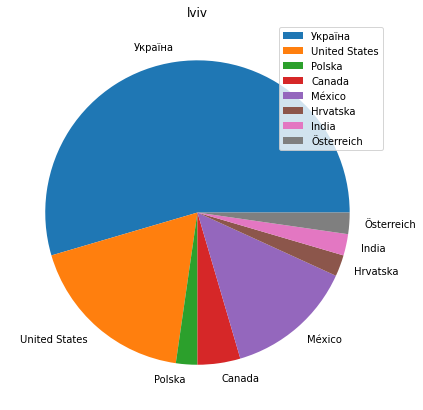 lviv
Україна
United States
Polska
Canada
México
Hrvatska
India
Österreich
Україна
United States
Polska
Canada
México
Hrvatska
India
Österreich